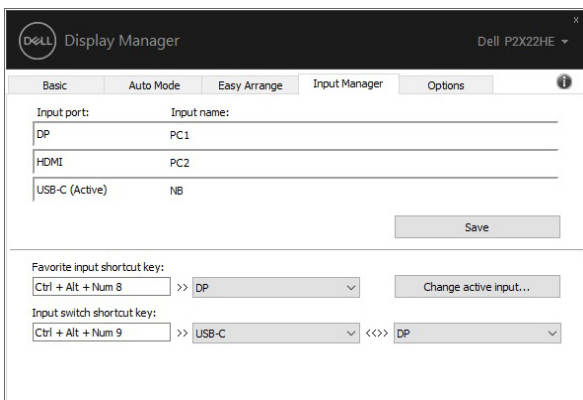 DELL Display Manager Dell P2X22HE
x
Basic Auto Mode Easy Arrange Input Manager Options i
Input port: Input name:
DP PC1
HDMI PC2
USB-C (Active) NB
Save
Favorite input shortcut key:
Ctrl + Alt + Num 8 >> DP Change active input...
Input switch shortcut key:
Ctrl + Alt + Num 9 >> USB-C <<>> DP